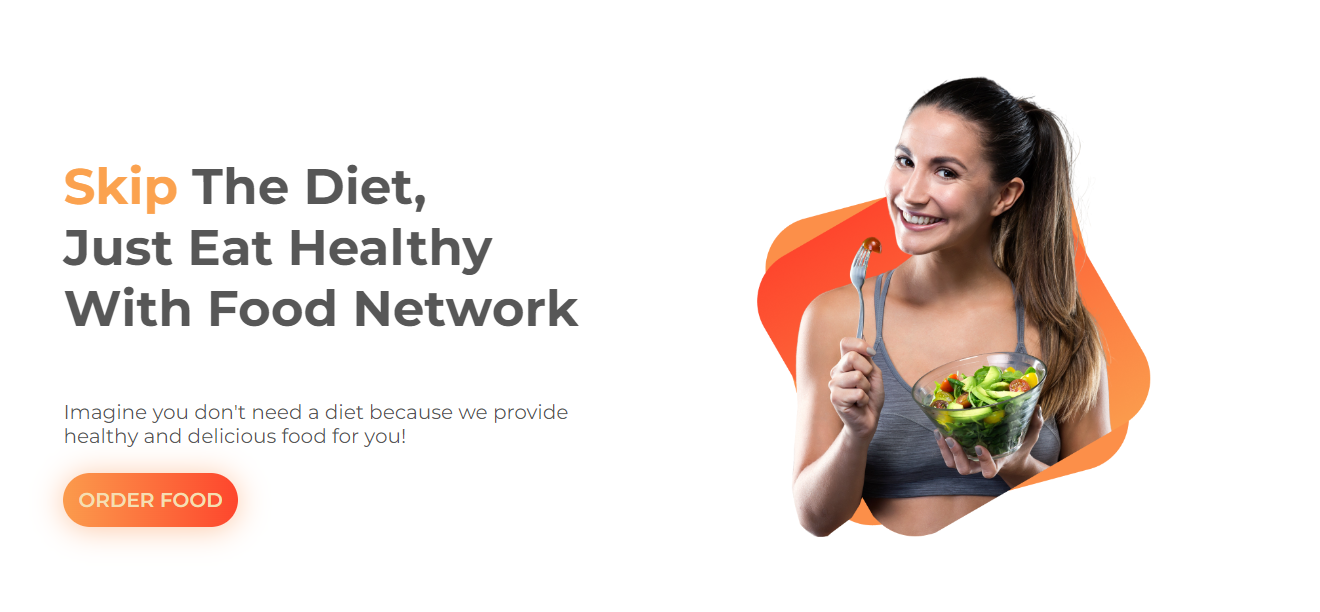 Skip The Diet,
Just Eat Healthy
With Food Network
Imagine you don't need a diet because we provide
healthy and delicious food for you!
ORDER FOOD